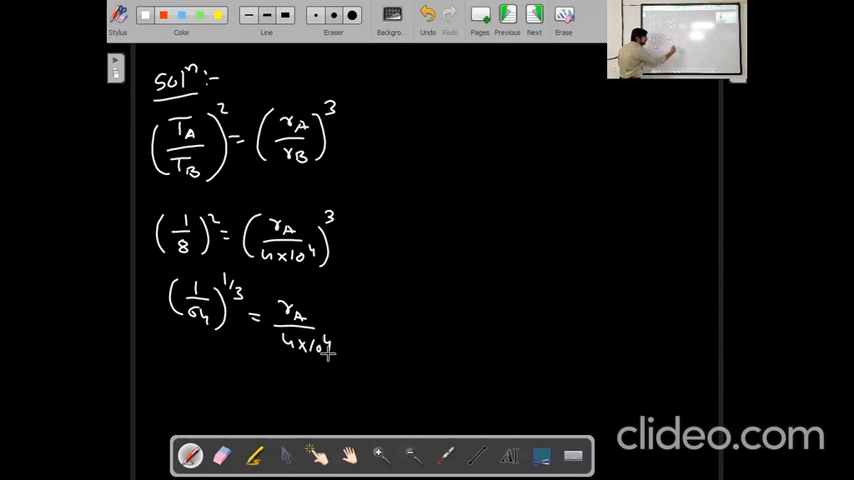 Stylus
Color
Line
Eraser
Backgro...
Undo
Redo
Pages
Previous
Next
Erase
Solⁿ :-
(T_A / T_B)² = (r_A / r_B)³
(1 / 8)² = (r_A / 4×10⁴)³
(1 / 64)^1/3 = r_A / 4×10⁴
clideo.com